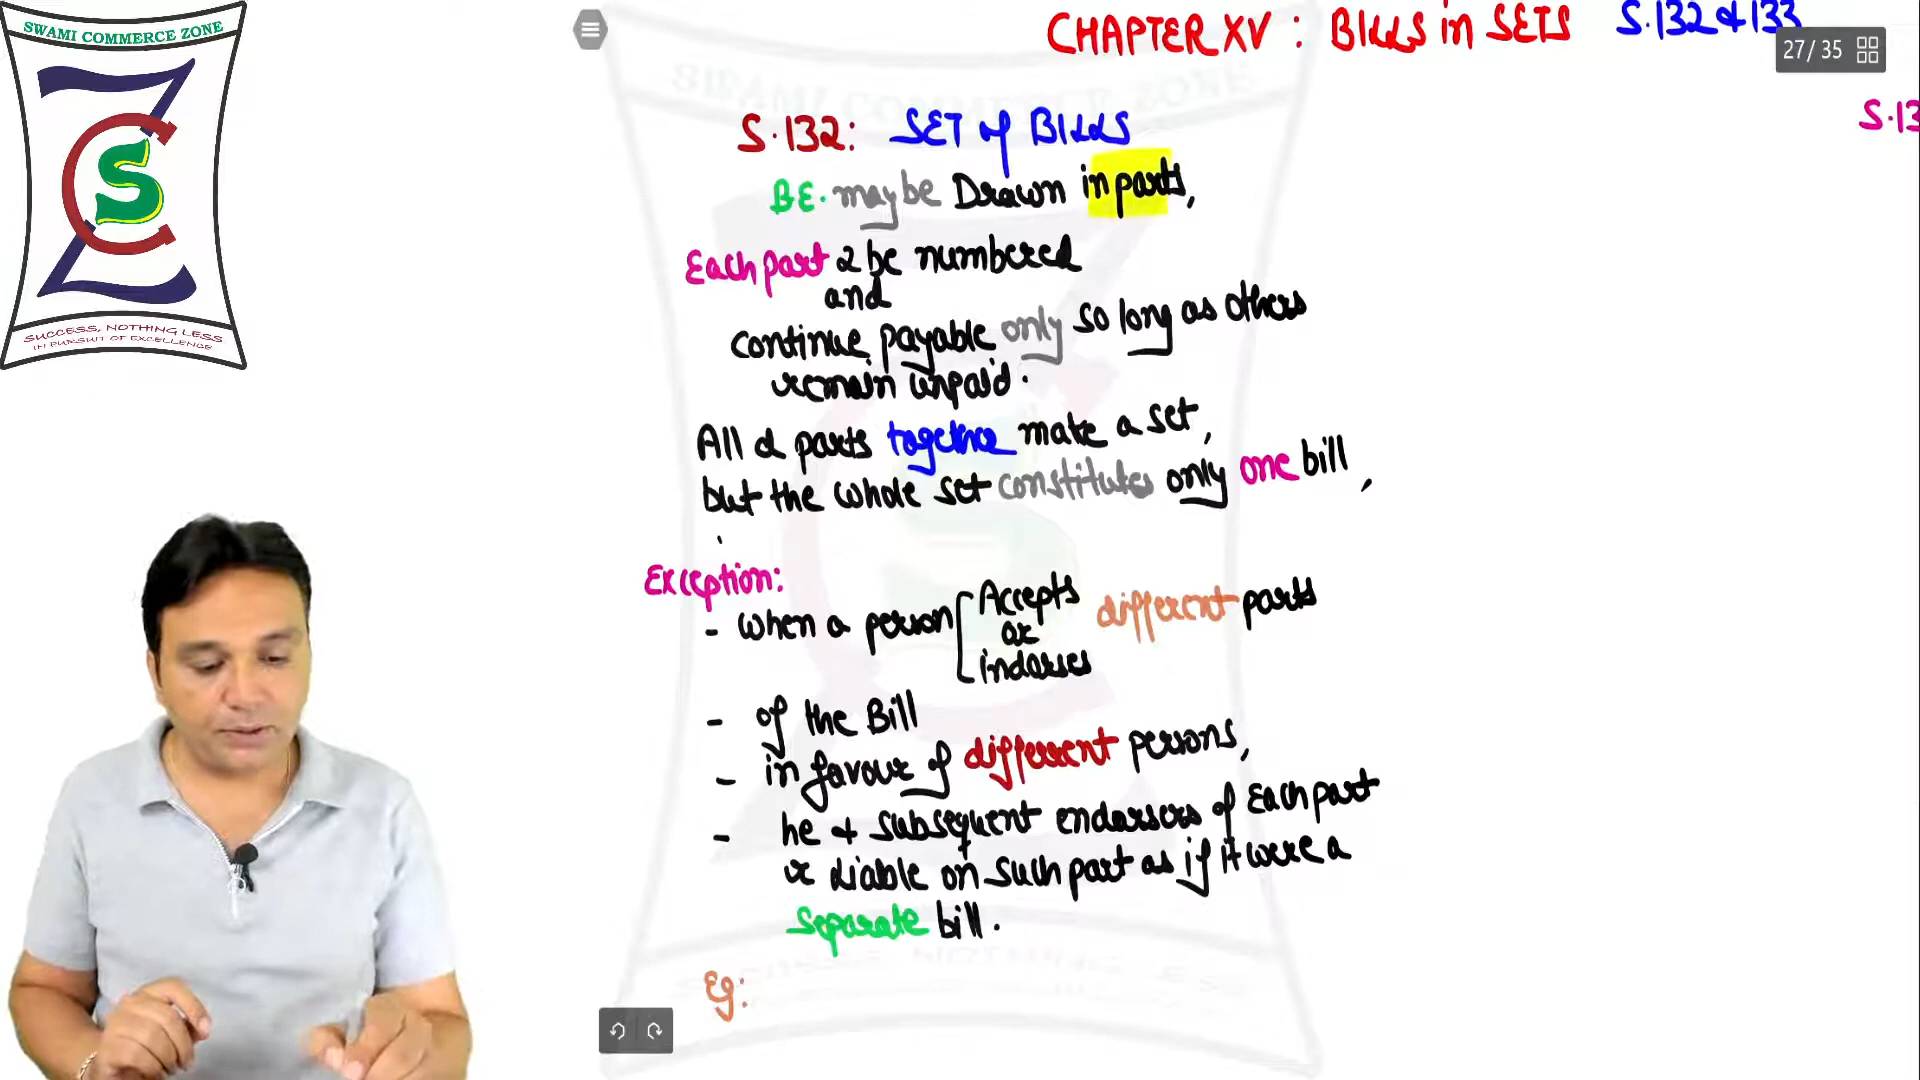 SWAMI COMMERCE ZONE
S
SUCCESS, NOTHING LESS
IN PURSUIT OF EXCELLENCE
CHAPTER XV : BILLS in SETS S.132 & 133
27/ 35
S.13
S.132: SET of BILLS
B.E. may be Drawn in parts,
Each part 2 be numbered
and
continue payable only so long as others
remain unpaid.
All d parts together make a set,
but the whole set constitutes only one bill,
Exception:
- when a person Accepts different parts
or
indorses
- of the Bill
- in favour of different persons,
- he & subsequent endorsers of Each part
r liable on such part as if it were a
separate bill.
Eg: